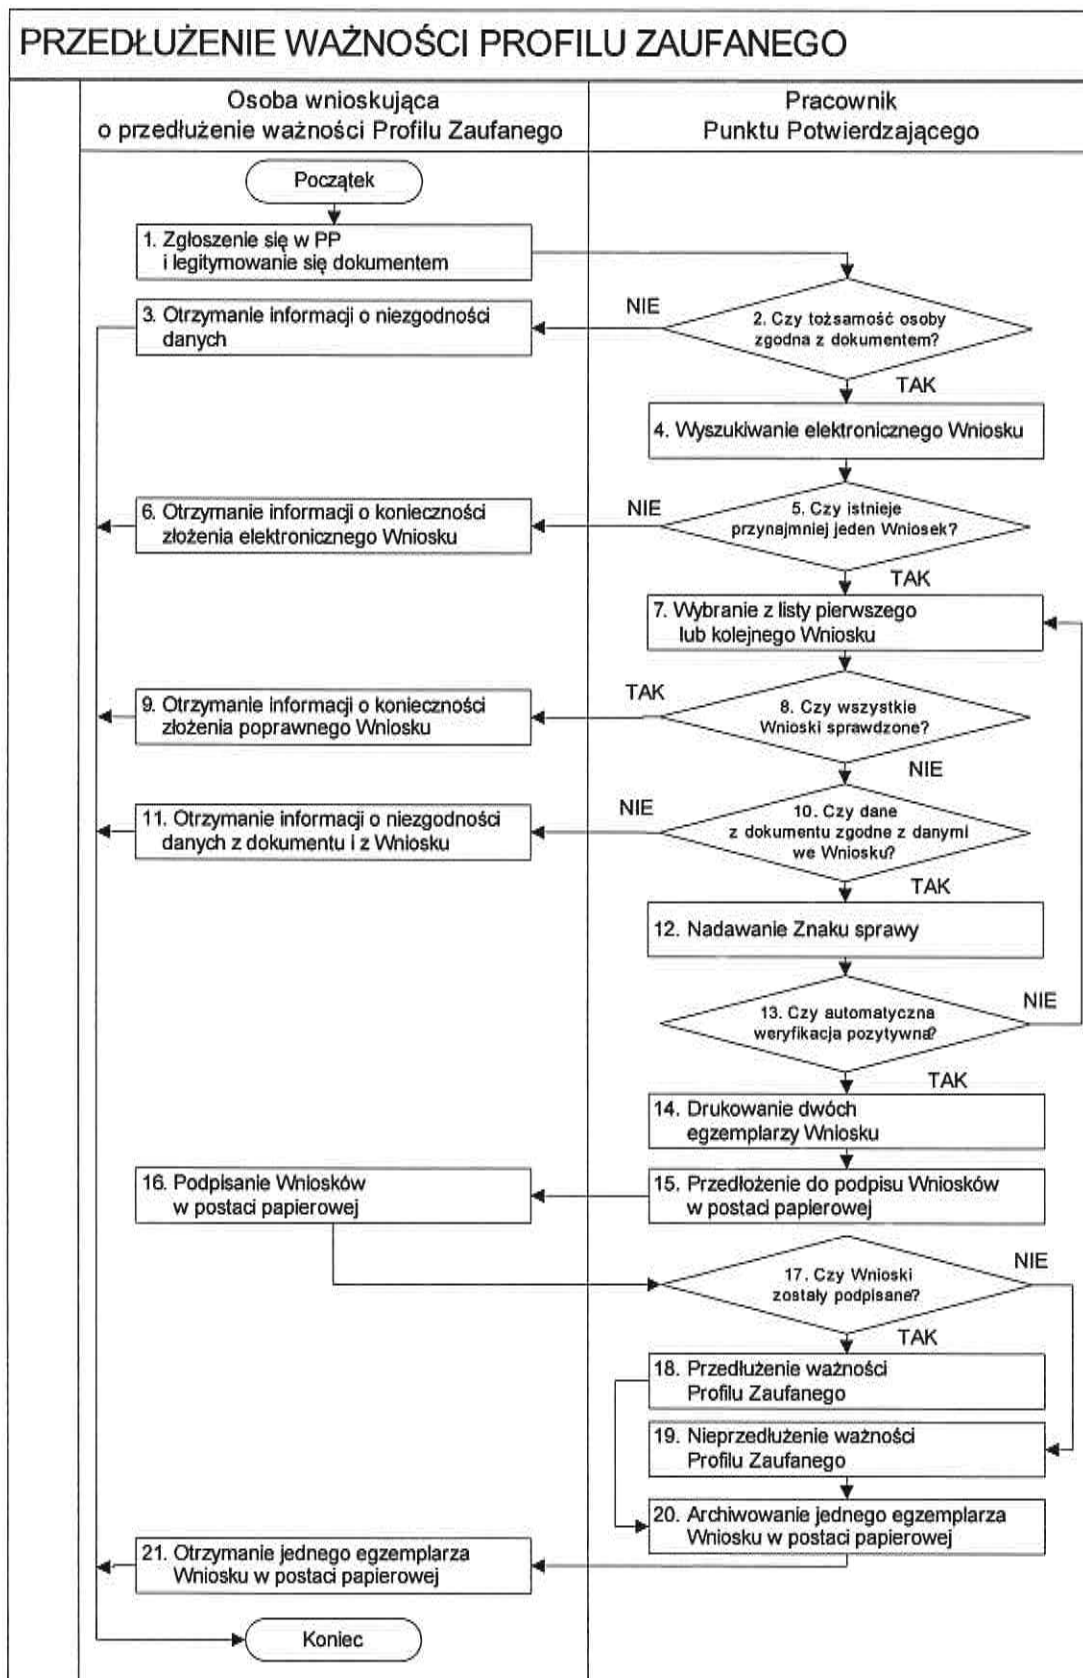 PRZEDŁUŻENIE WAŻNOŚCI PROFILU ZAUFANEGO
Osoba wnioskująca
o przedłużenie ważności Profilu Zaufanego
Pracownik
Punktu Potwierdzającego
Początek
1. Zgłoszenie się w PP
i legitymowanie się dokumentem
2. Czy tożsamość osoby
zgodna z dokumentem?
NIE
3. Otrzymanie informacji o niezgodności
danych
TAK
4. Wyszukiwanie elektronicznego Wniosku
5. Czy istnieje
przynajmniej jeden Wniosek?
NIE
6. Otrzymanie informacji o konieczności
złożenia elektronicznego Wniosku
TAK
7. Wybranie z listy pierwszego
lub kolejnego Wniosku
8. Czy wszystkie
Wnioski sprawdzone?
TAK
9. Otrzymanie informacji o konieczności
złożenia poprawnego Wniosku
NIE
10. Czy dane
z dokumentu zgodne z danymi
we Wniosku?
NIE
11. Otrzymanie informacji o niezgodności
danych z dokumentu i z Wniosku
TAK
12. Nadawanie Znaku sprawy
13. Czy automatyczna
weryfikacja pozytywna?
NIE
TAK
14. Drukowanie dwóch
egzemplarzy Wniosku
15. Przedłożenie do podpisu Wniosków
w postaci papierowej
16. Podpisanie Wniosków
w postaci papierowej
17. Czy Wnioski
zostały podpisane?
NIE
TAK
18. Przedłużenie ważności
Profilu Zaufanego
19. Nieprzedłużenie ważności
Profilu Zaufanego
20. Archiwowanie jednego egzemplarza
Wniosku w postaci papierowej
21. Otrzymanie jednego egzemplarza
Wniosku w postaci papierowej
Koniec